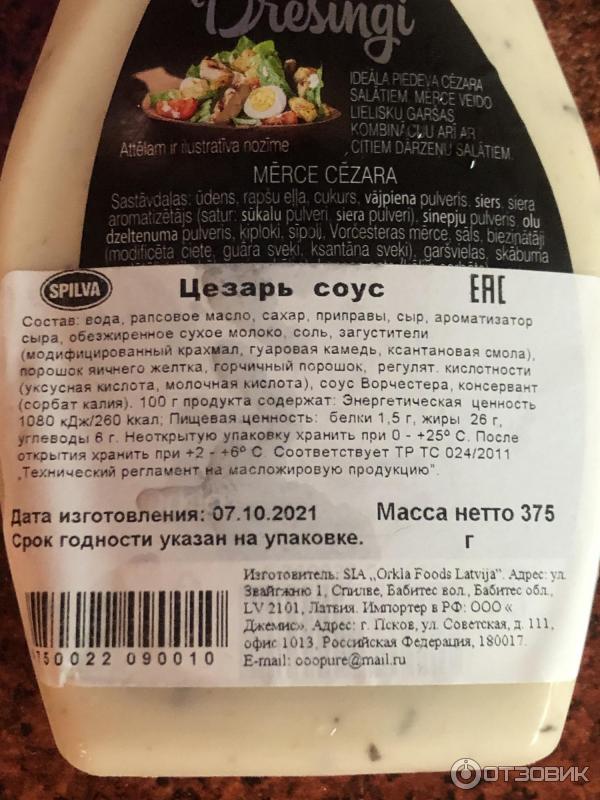 Dresingi
IDEĀLA PIEDEVA CĒZARA
SALĀTIEM. MĒRCE VEIDO
LIELISKU GARŠAS
KOMBINĀCIJU ARĪ AR
CITIEM DĀRZEŅU SALĀTIEM.
Attēlam ir ilustratīva nozīme
MĒRCE CĒZARA
Sastāvdaļas: ūdens, rapšu eļļa, cukurs, vājpiena pulveris, siers, siera
aromatizētājs (satur: sūkalu pulveri, siera pulveri), sinepju pulveris, olu
dzeltenuma pulveris, ķiploki, sīpoli, Vorčesteras mērce, sāls, biezinātāji
(modificēta ciete, guāra sveķi, ksantāna sveķi), garšvielas, skābuma
SPILVA
Цезарь соус
EAC
Состав: вода, рапсовое масло, сахар, приправы, сыр, ароматизатор
сыра, обезжиренное сухое молоко, соль, загустители
(модифицированный крахмал, гуаровая камедь, ксантановая смола),
порошок яичного желтка, горчичный порошок, регулят. кислотности
(уксусная кислота, молочная кислота), соус Ворчестера, консервант
(сорбат калия). 100 г продукта содержат: Энергетическая ценность
1080 кДж/260 ккал; Пищевая ценность: белки 1,5 г, жиры 26 г,
углеводы 6 г. Неоткрытую упаковку хранить при 0 - +25° С. После
открытия хранить при +2 - +6° С. Соответствует ТР ТС 024/2011
„Технический регламент на масложировую продукцию”.
Дата изготовления: 07.10.2021
Срок годности указан на упаковке.
Масса нетто 375
г
Изготовитель: SIA „Orkla Foods Latvija”. Адрес: ул.
Звайгжню 1, Спилве, Бабитес вол., Бабитес обл.,
LV 2101, Латвия. Импортер в РФ: ООО «
Джемис». Адрес: г. Псков, ул. Советская, д. 111,
офис 1013, Российская Федерация, 180017.
E-mail: ooopure@mail.ru
750022 090010
ОТЗОВИК